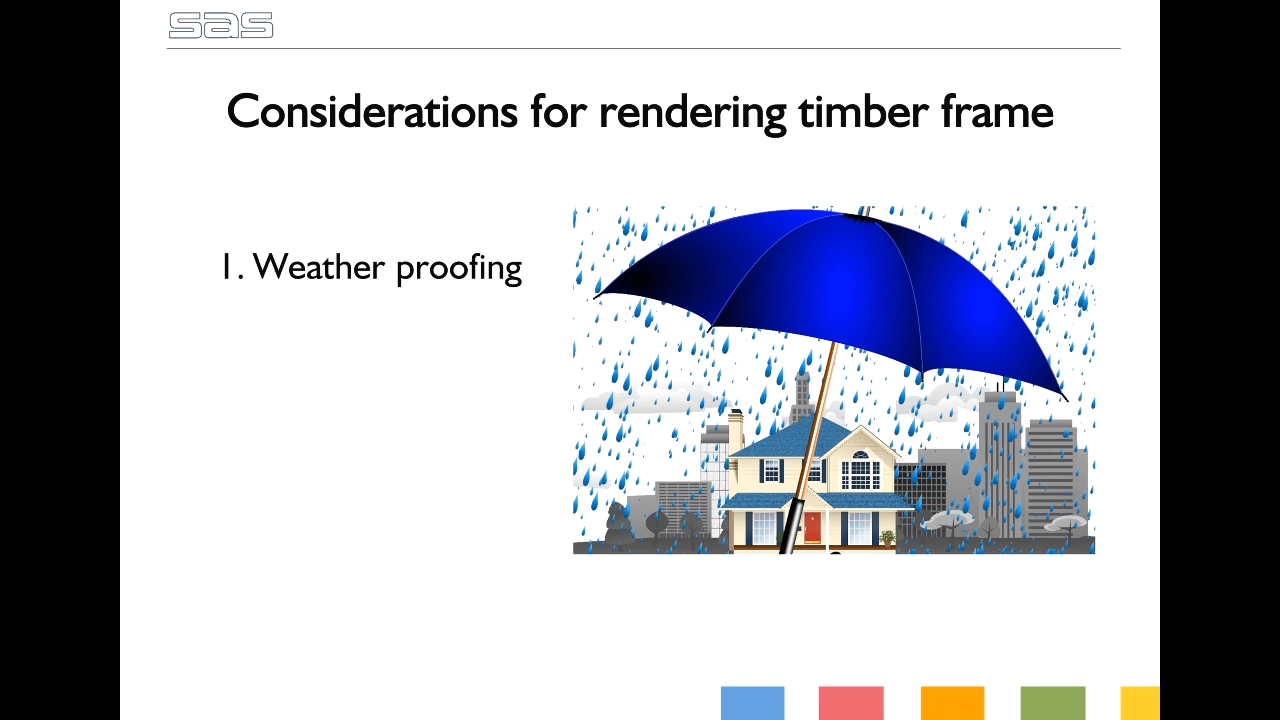 sas
Considerations for rendering timber frame
1. Weather proofing